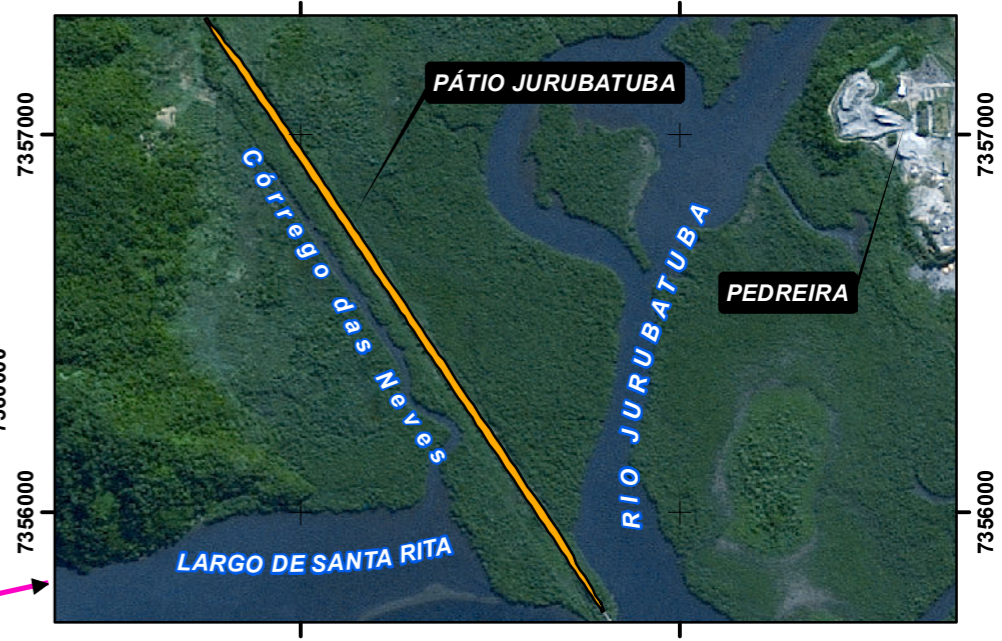 PÁTIO JURUBATUBA
7357000
7357000
Córrego das Neves
RIO JURUBATUBA
PEDREIRA
7356000
7356000
LARGO DE SANTA RITA